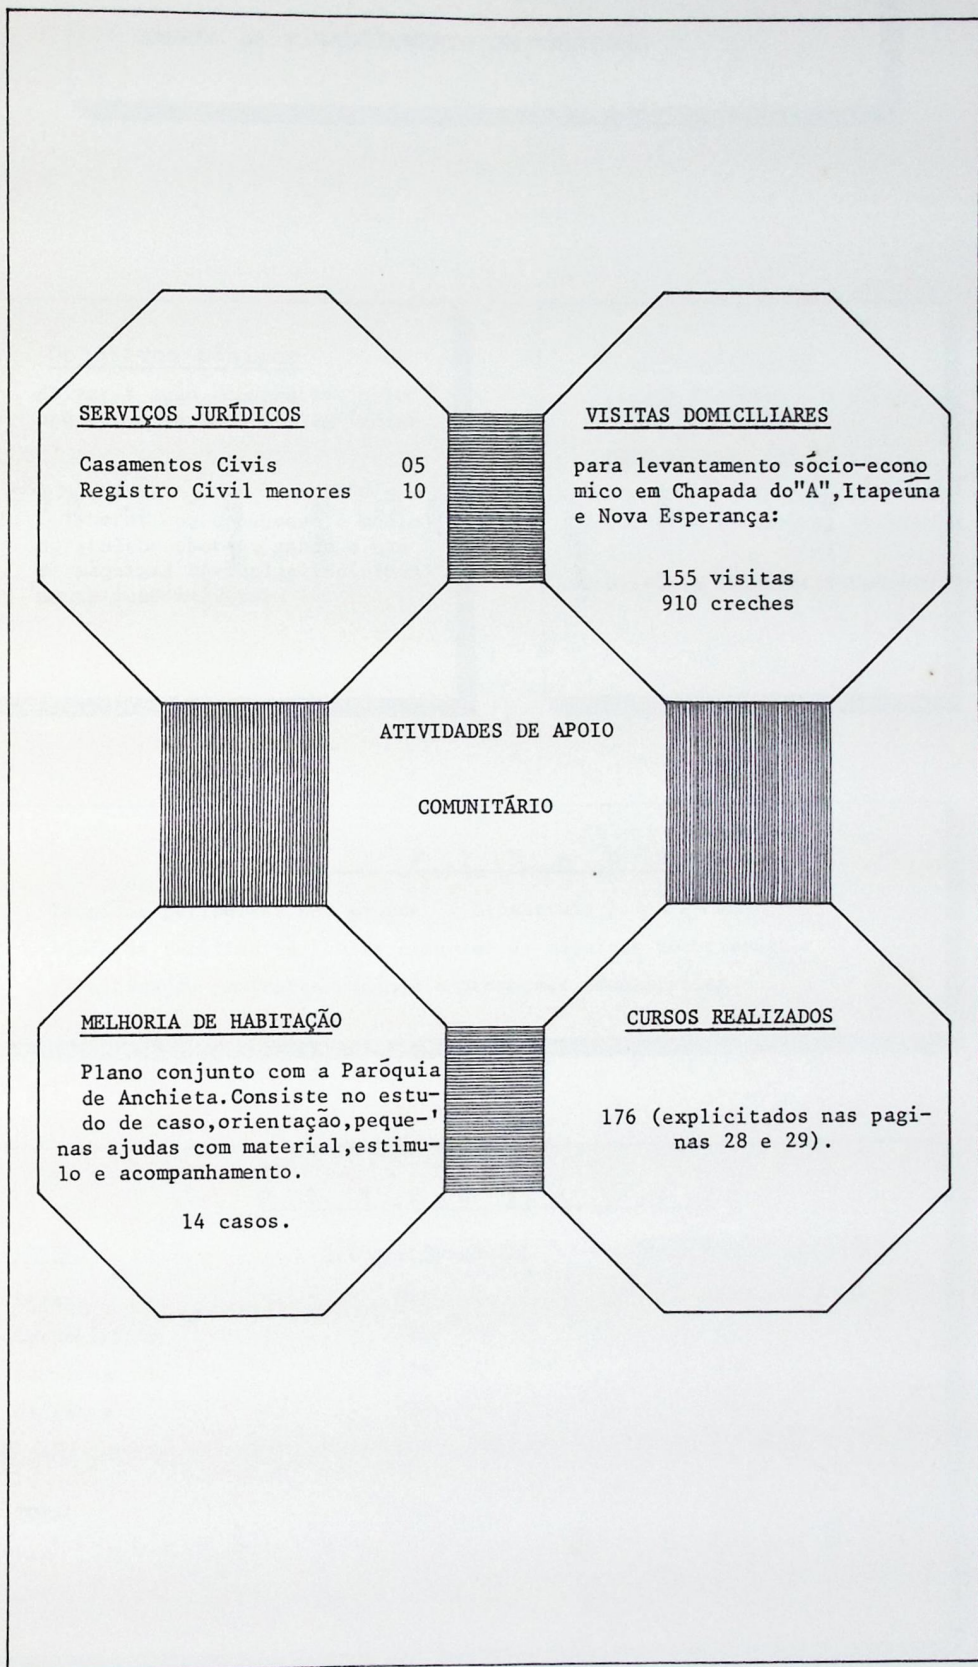 SERVIÇOS JURÍDICOS
Casamentos Cívis 05
Registro Civil menores 10
VISITAS DOMICILIARES
para levantamento sócio-econo
mico em Chapada do"A",Itapeúna
e Nova Esperança:
155 visitas
910 creches
ATIVIDADES DE APOIO
COMUNITÁRIO
MELHORIA DE HABITAÇÃO
Plano conjunto com a Paróquia
de Anchieta.Consiste no estu-
do de caso,orientação,peque-'
nas ajudas com material,estimu-
lo e acompanhamento.
14 casos.
CURSOS REALIZADOS
176 (explicitados nas pagi-
nas 28 e 29).